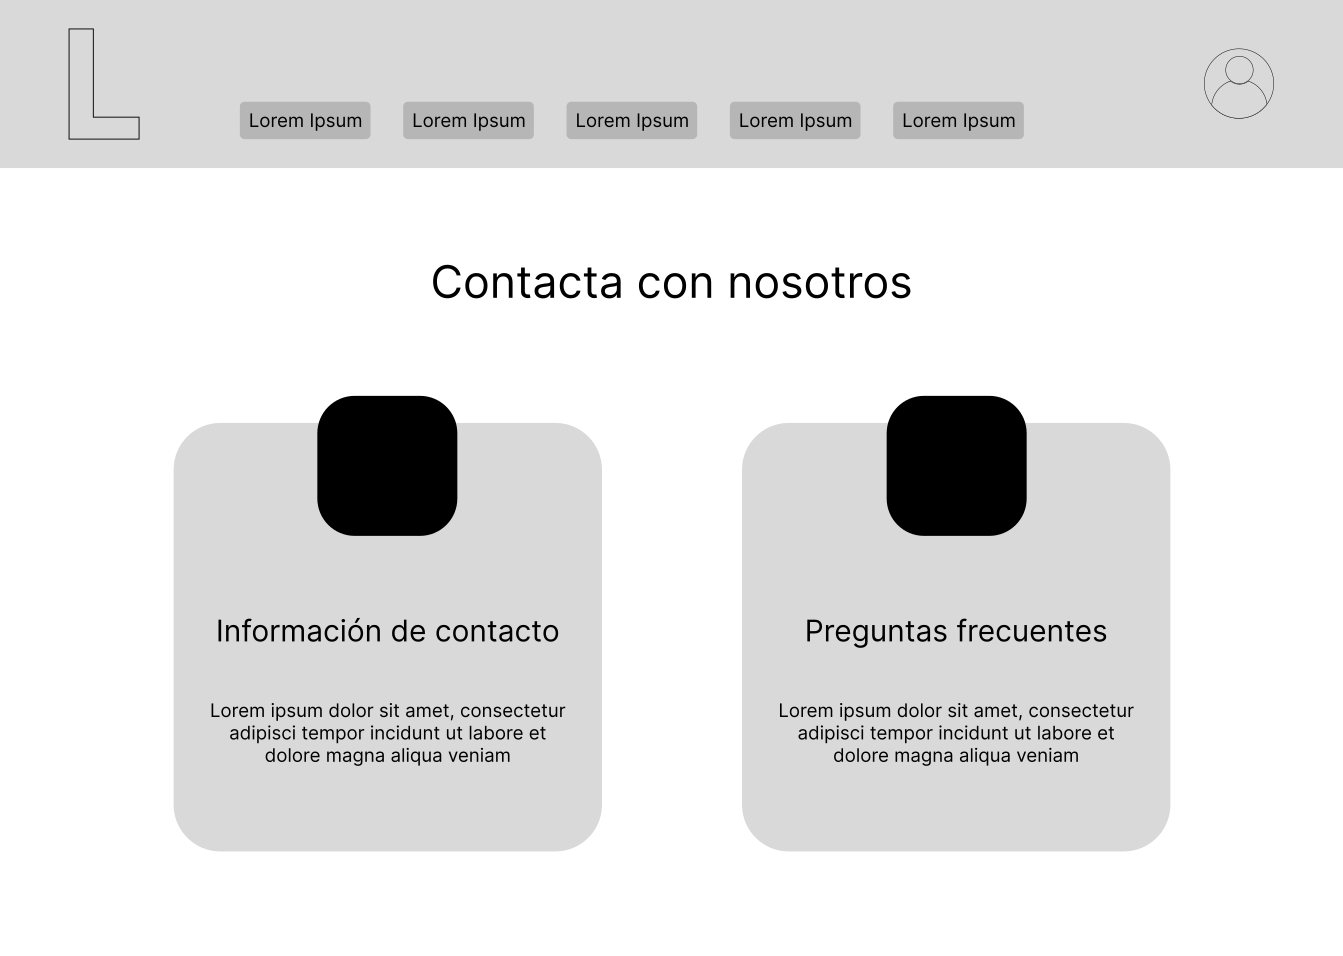 L
Lorem Ipsum Lorem Ipsum Lorem Ipsum Lorem Ipsum Lorem Ipsum
Contacta con nosotros
Información de contacto
Lorem ipsum dolor sit amet, consectetur
adipisci tempor incidunt ut labore et
dolore magna aliqua veniam
Preguntas frecuentes
Lorem ipsum dolor sit amet, consectetur
adipisci tempor incidunt ut labore et
dolore magna aliqua veniam